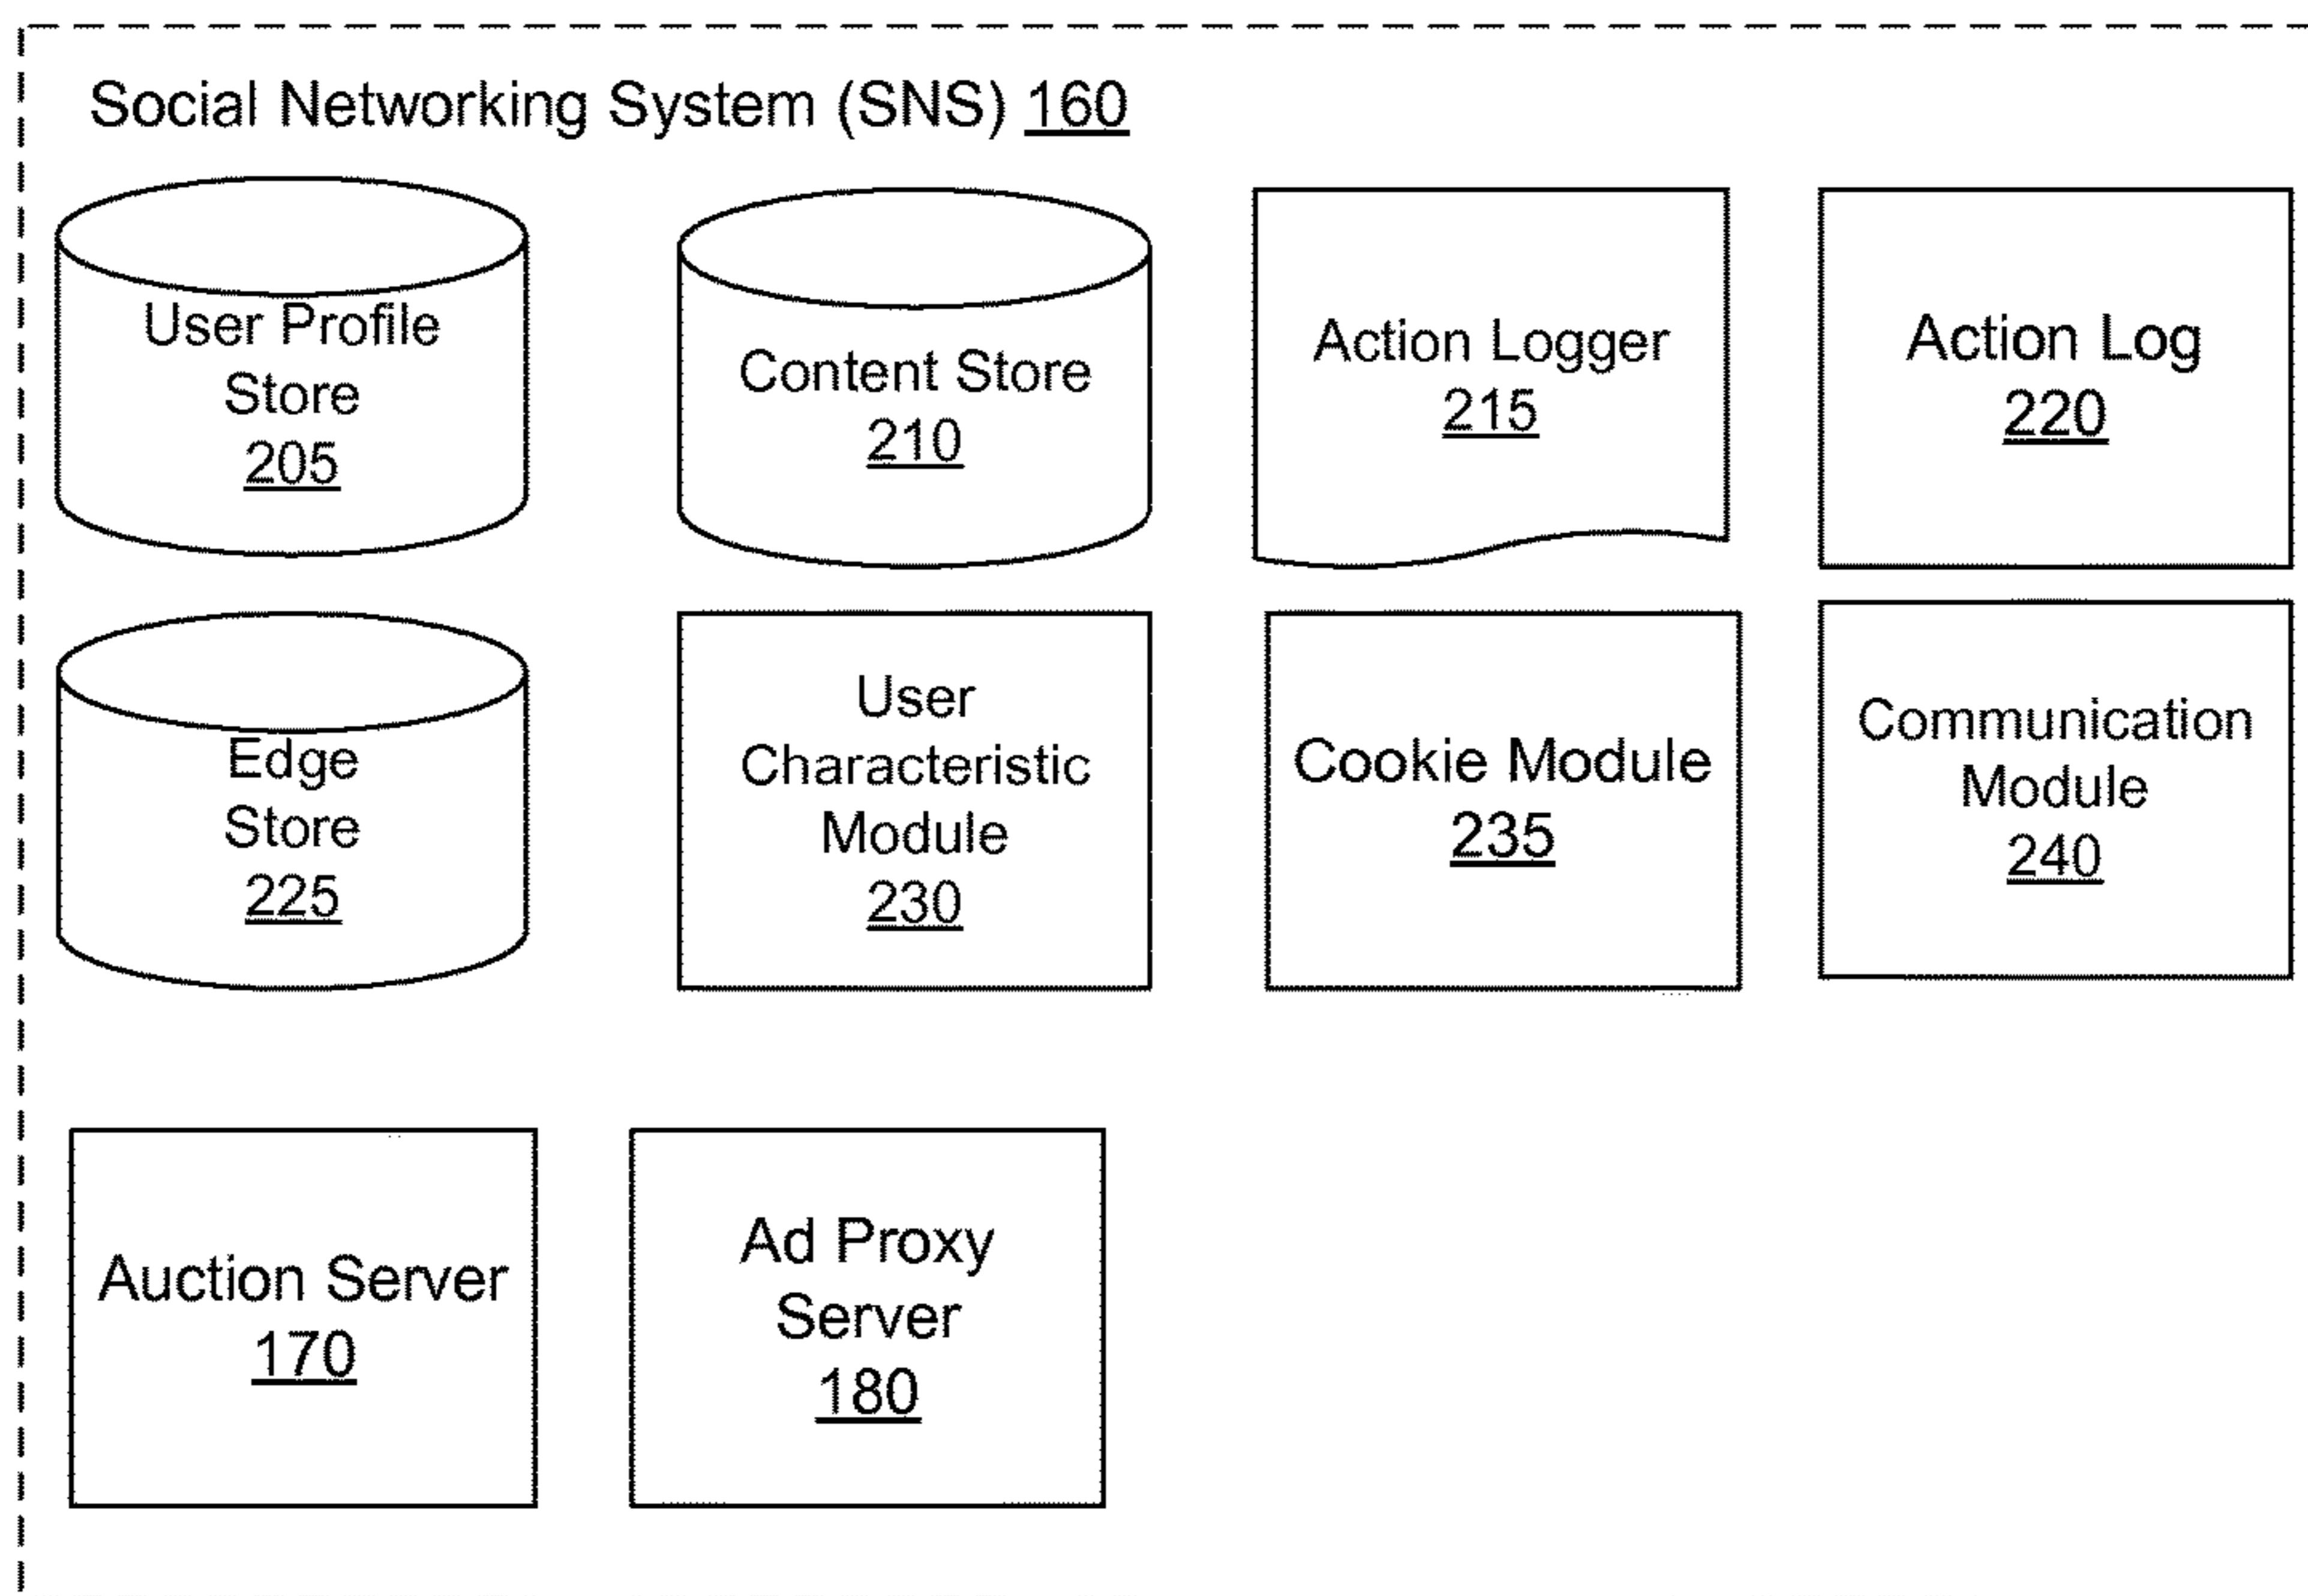 Social Networking System (SNS) 160
User Profile
Store
205
Content Store
210
Action Logger
215
Action Log
220
Edge
Store
225
User
Characteristic
Module
230
Cookie Module
235
Communication
Module
240
Auction Server
170
Ad Proxy
Server
180